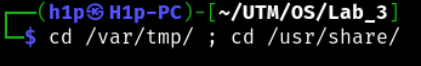 ┌──(h1p㉿H1p-PC)-[~/UTM/OS/Lab_3]
└─$ cd /var/tmp/ ; cd /usr/share/